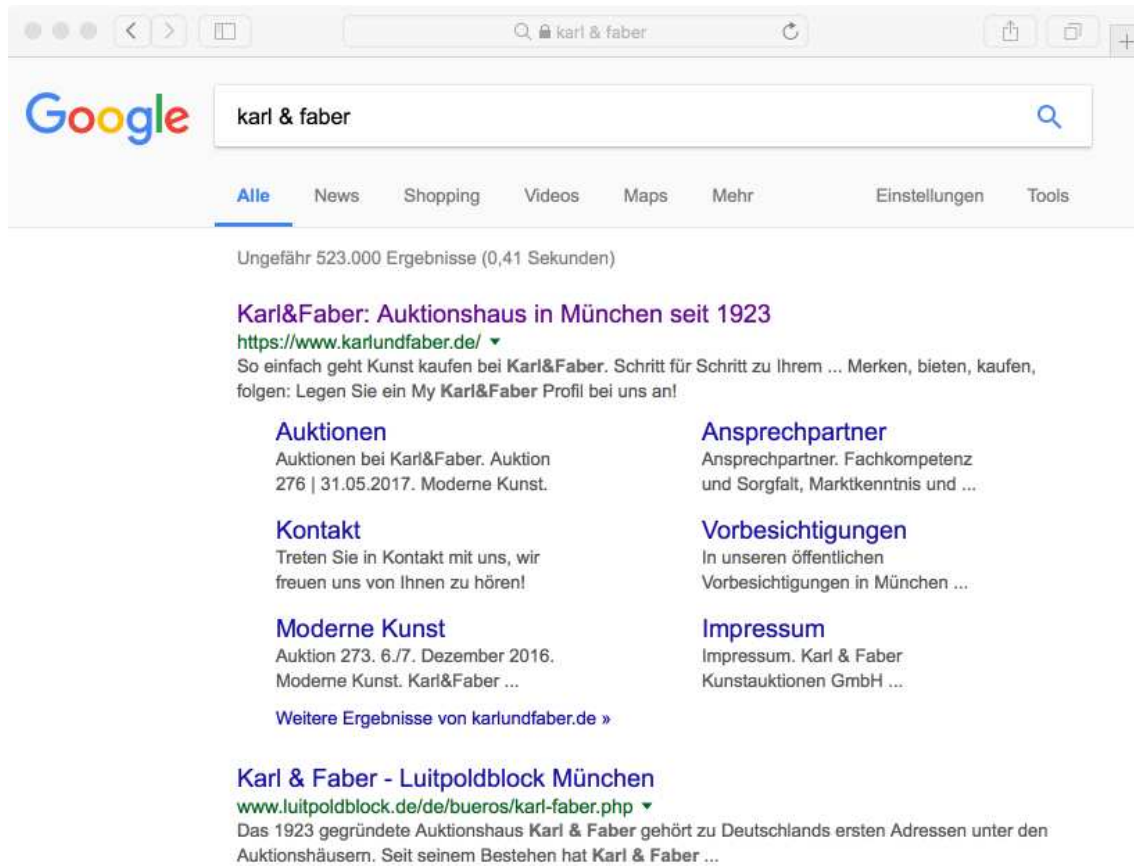 karl & faber
Google
karl & faber
Alle News Shopping Videos Maps Mehr Einstellungen Tools
Ungefähr 523.000 Ergebnisse (0,41 Sekunden)
Karl&Faber: Auktionshaus in München seit 1923
https://www.karlundfaber.de/
So einfach geht Kunst kaufen bei Karl&Faber. Schritt für Schritt zu Ihrem ... Merken, bieten, kaufen,
folgen: Legen Sie ein My Karl&Faber Profil bei uns an!
Auktionen
Auktionen bei Karl&Faber. Auktion
276 | 31.05.2017. Moderne Kunst.
Ansprechpartner
Ansprechpartner. Fachkompetenz
und Sorgfalt, Marktkenntnis und ...
Kontakt
Treten Sie in Kontakt mit uns, wir
freuen uns von Ihnen zu hören!
Vorbesichtigungen
In unseren öffentlichen
Vorbesichtigungen in München ...
Moderne Kunst
Auktion 273. 6./7. Dezember 2016.
Moderne Kunst. Karl&Faber ...
Impressum
Impressum. Karl & Faber
Kunstauktionen GmbH ...
Weitere Ergebnisse von karlundfaber.de »
Karl & Faber - Luitpoldblock München
www.luitpoldblock.de/de/bueros/karl-faber.php
Das 1923 gegründete Auktionshaus Karl & Faber gehört zu Deutschlands ersten Adressen unter den
Auktionshäusern. Seit seinem Bestehen hat Karl & Faber ...